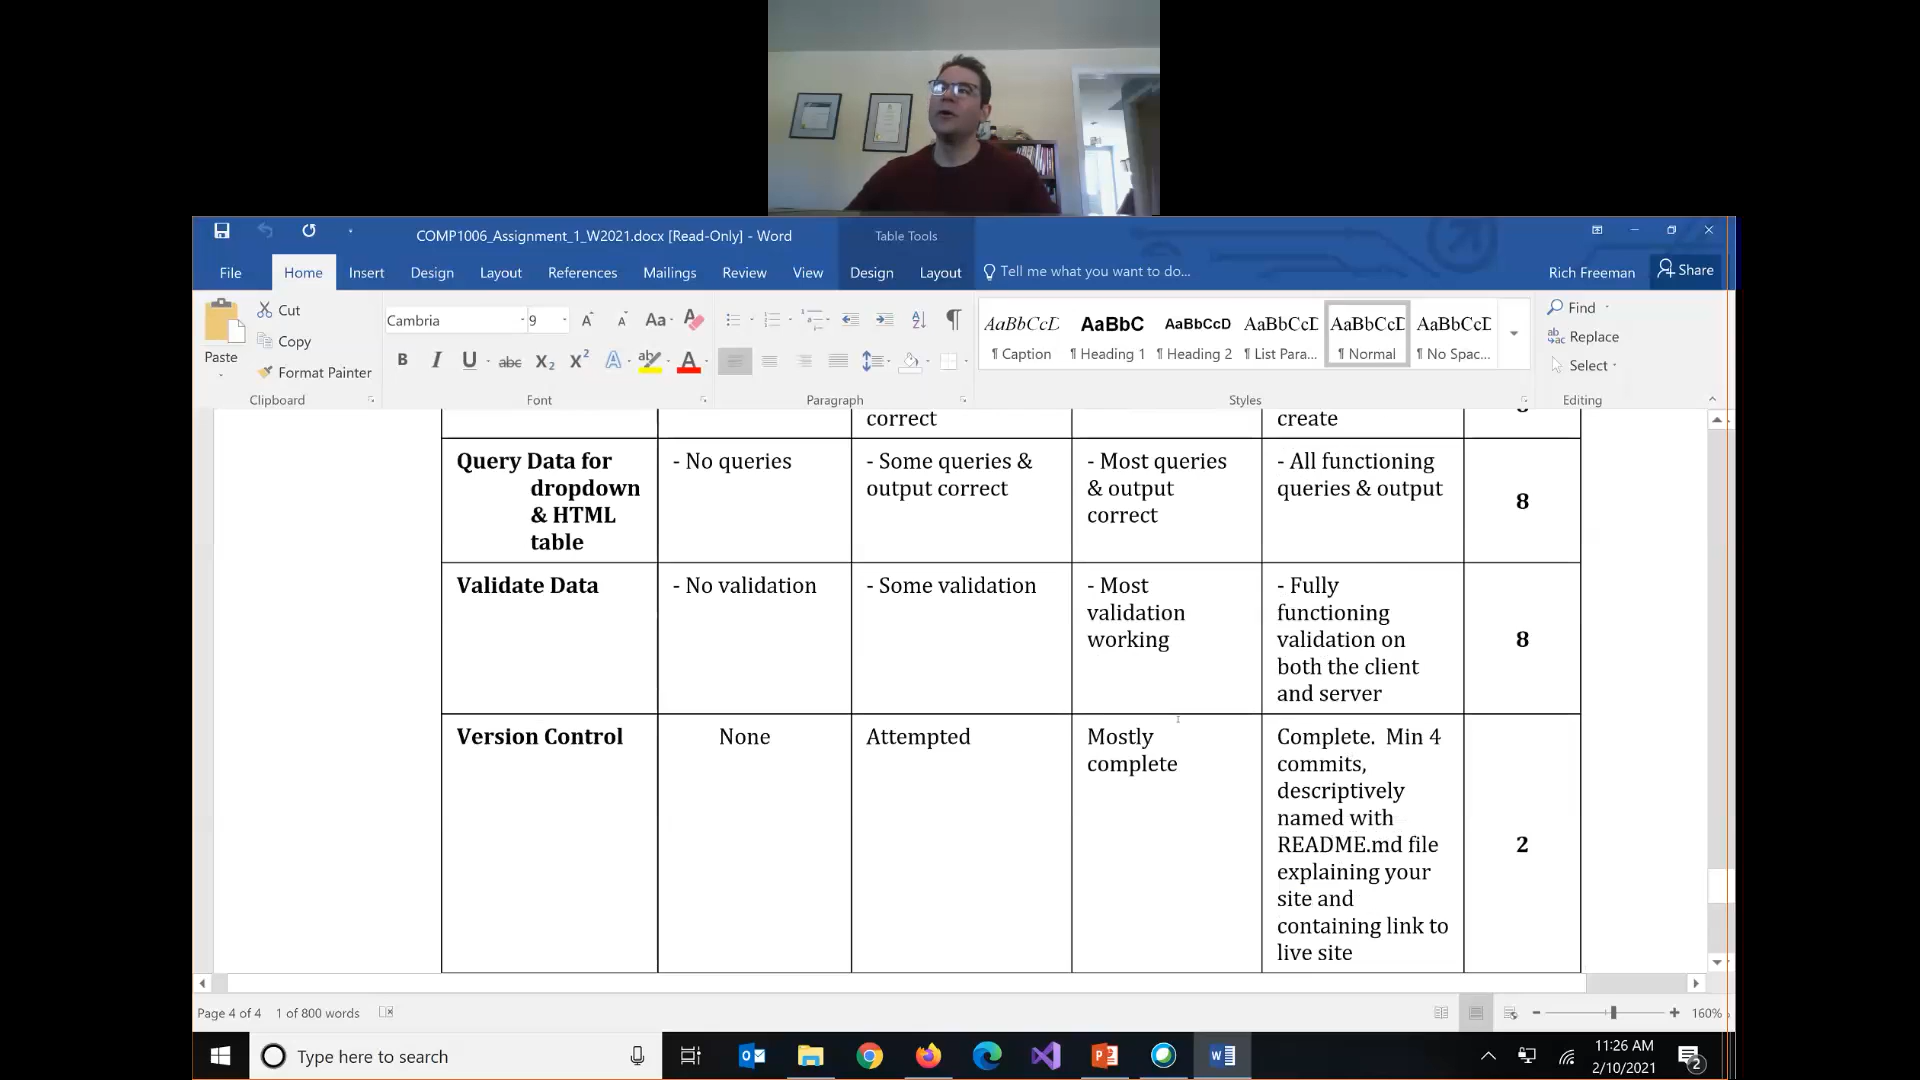 COMP1006_Assignment_1_W2021.docx [Read-Only] - Word
Table Tools
File Home Insert Design Layout References Mailings Review View Design Layout Tell me what you want to do... Rich Freeman Share
Paste
Cut
Copy
Format Painter
Clipboard
Cambria 9
Font
Paragraph
AaBbCcD AaBbC AaBbCcD AaBbCcD AaBbCcD AaBbCcD
¶ Caption ¶ Heading 1 ¶ Heading 2 ¶ List Para... ¶ Normal ¶ No Spac...
Styles
Find
Replace
Select
Editing
correct
create
Query Data for
dropdown
& HTML
table
- No queries
- Some queries &
output correct
- Most queries
& output
correct
- All functioning
queries & output
8
Validate Data
- No validation
- Some validation
- Most
validation
working
- Fully
functioning
validation on
both the client
and server
8
Version Control
None
Attempted
Mostly
complete
Complete. Min 4
commits,
descriptively
named with
README.md file
explaining your
site and
containing link to
live site
2
Page 4 of 4 1 of 800 words
160%
Type here to search
11:26 AM
2/10/2021
2